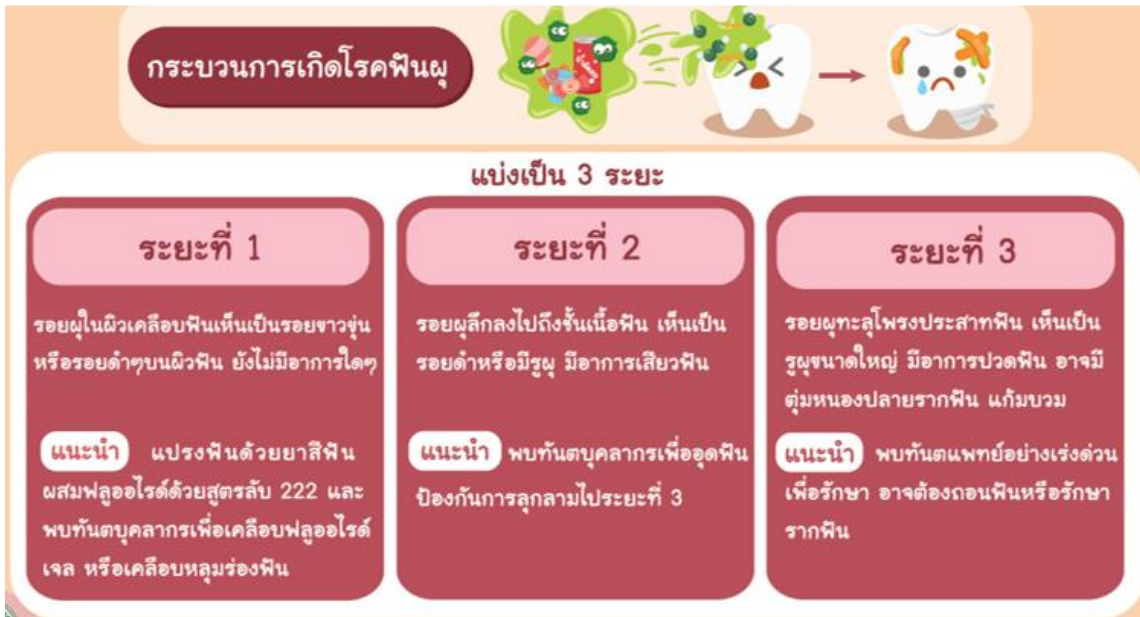 กระบวนการเกิดโรคฟันผุ
แบ่งเป็น 3 ระยะ
ระยะที่ 1
รอยผุในผิวเคลือบฟันเห็นเป็นรอยขาวขุ่น
หรือรอยดำๆบนผิวฟัน ยังไม่มีอาการใดๆ
แนะนำ แปรงฟันด้วยยาสีฟัน
ผสมฟลูออไรด์ด้วยสูตรลับ 222 และ
พบทันตบุคลากรเพื่อเคลือบฟลูออไรด์
เจล หรือเคลือบหลุมร่องฟัน
ระยะที่ 2
รอยผุลึกลงไปถึงชั้นเนื้อฟัน เห็นเป็น
รอยดำหรือมีรูผุ มีอาการเสียวฟัน
แนะนำ พบทันตบุคลากรเพื่ออุดฟัน
ป้องกันการลุกลามไประยะที่ 3
ระยะที่ 3
รอยผุทะลุโพรงประสาทฟัน เห็นเป็น
รูผุขนาดใหญ่ มีอาการปวดฟัน อาจมี
ตุ่มหนองปลายรากฟัน แก้มบวม
แนะนำ พบทันตแพทย์อย่างเร่งด่วน
เพื่อรักษา อาจต้องถอนฟันหรือรักษา
รากฟัน